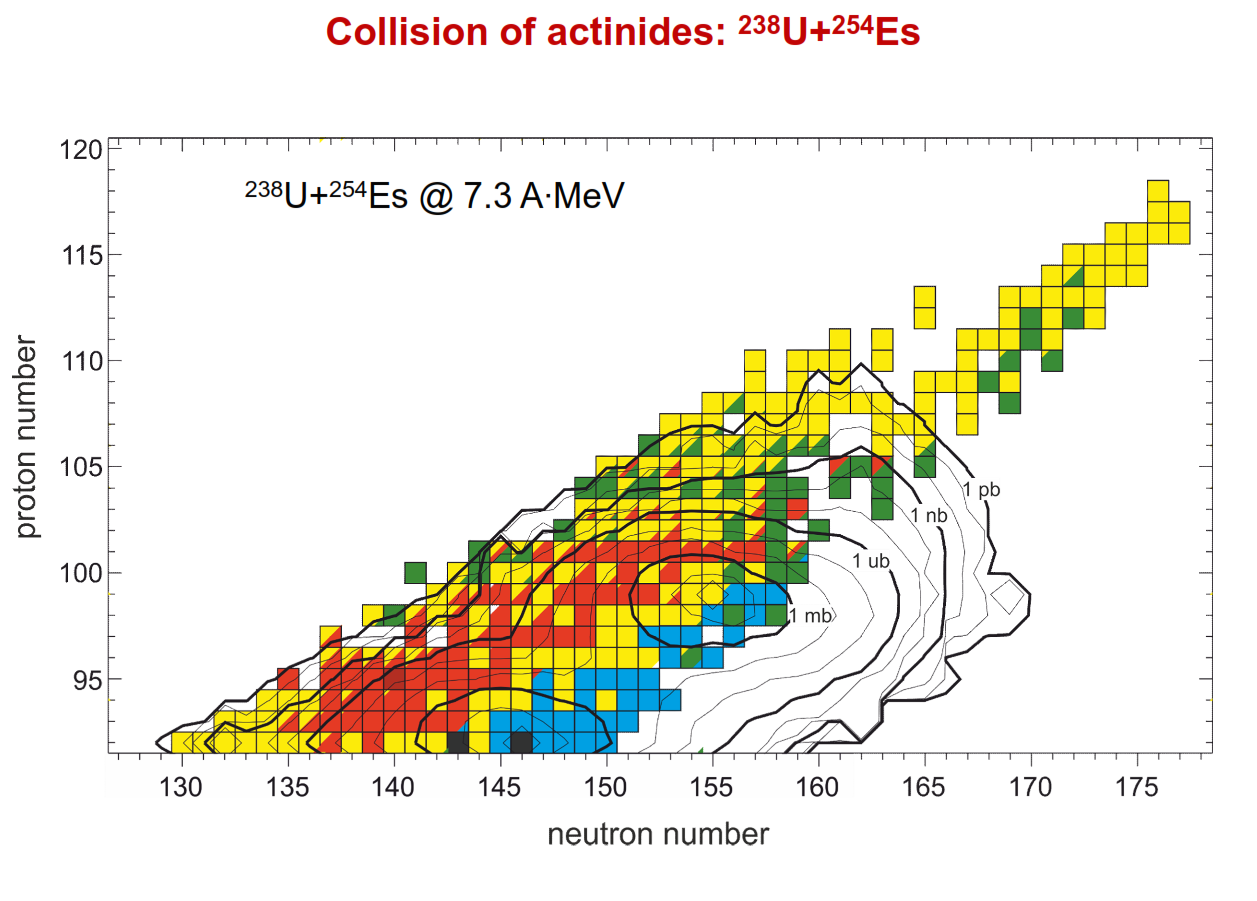 Collision of actinides: ²³⁸U+²⁵⁴Es
²³⁸U+²⁵⁴Es @ 7.3 A·MeV
120
115
110
105
100
95
proton number
1 pb
1 nb
1 ub
1 mb
130 135 140 145 150 155 160 165 170 175
neutron number